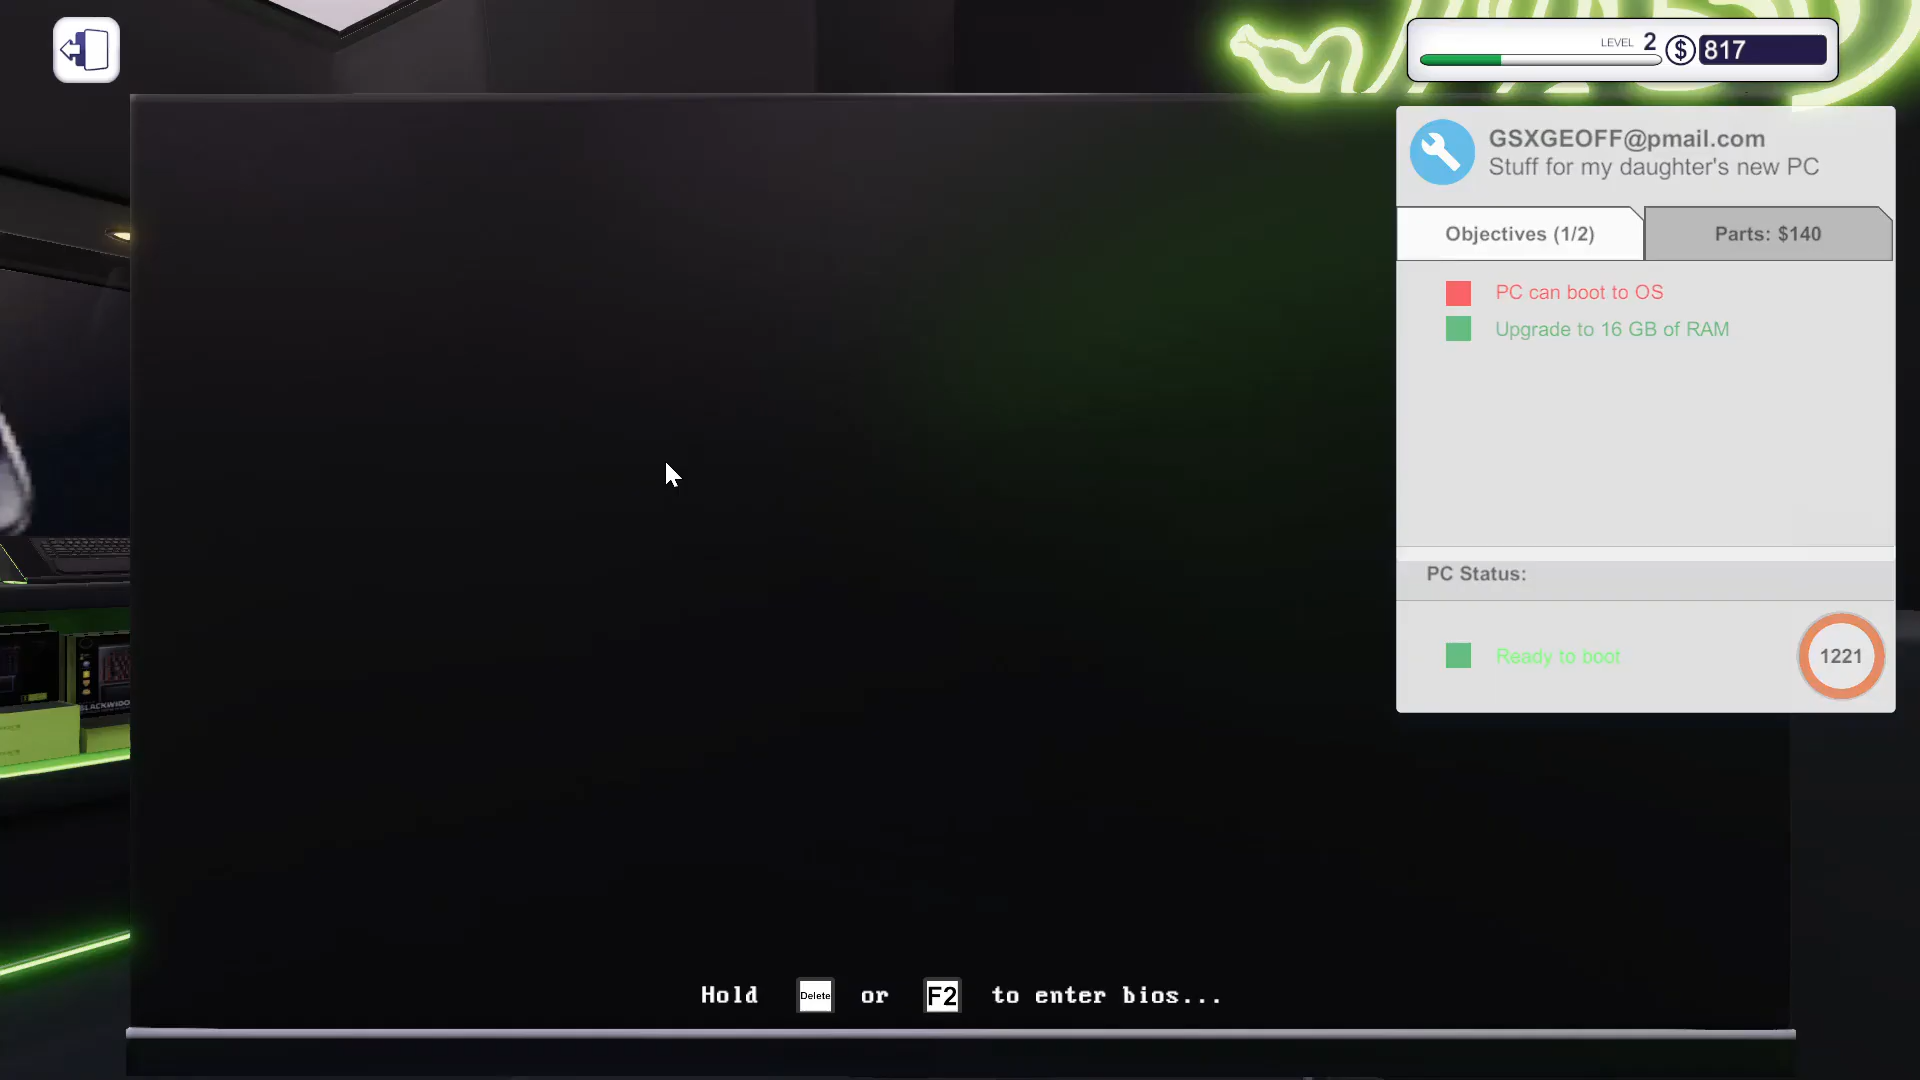 LEVEL 2 $ 817
GSXGEOFF@pmail.com
Stuff for my daughter's new PC
Objectives (1/2)
Parts: $140
PC can boot to OS
Upgrade to 16 GB of RAM
PC Status:
Ready to boot
1221
BLACKWIDO
Hold Delete or F2 to enter bios...